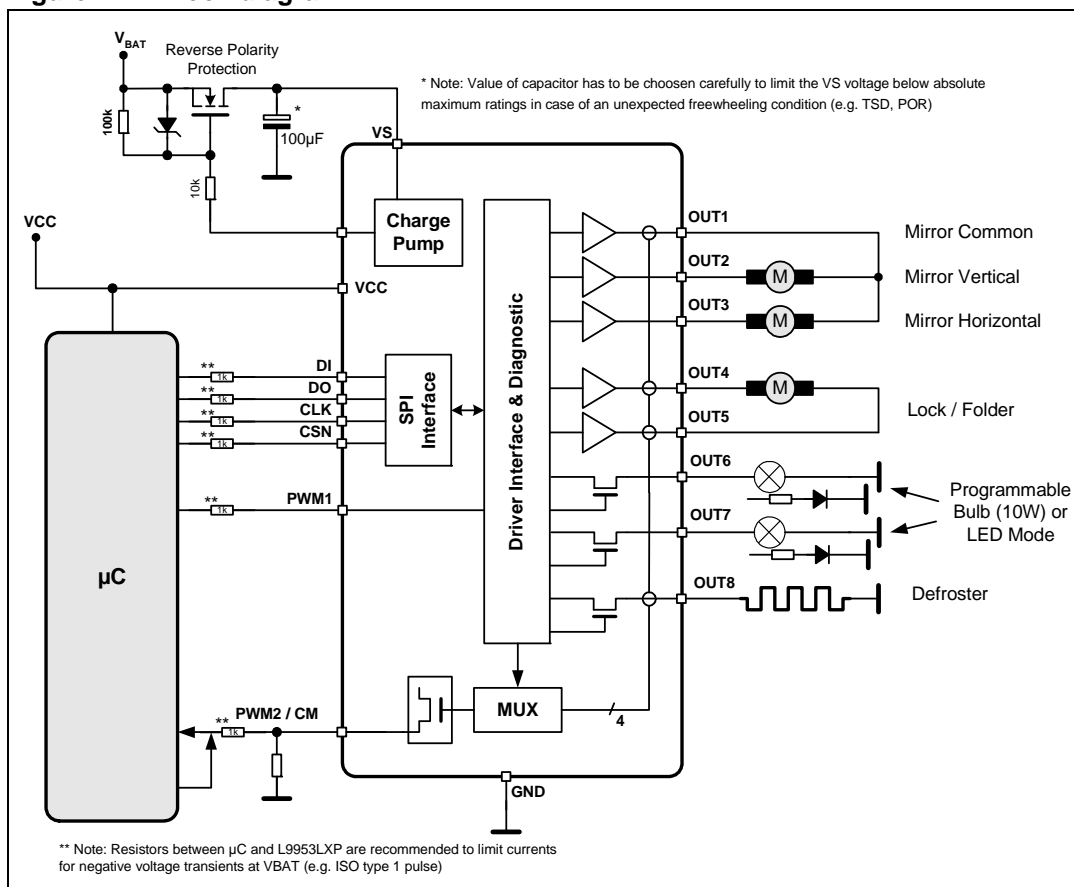 V BAT
Reverse Polarity
Protection
* Note: Value of capacitor has to be choosen carefully to limit the VS voltage below absolute
maximum ratings in case of an unexpected freewheeling condition (e.g. TSD, POR)
100k
*
100µF
VS
10k
VCC
Charge
Pump
VCC
OUT1
Mirror Common
OUT2
M
Mirror Vertical
OUT3
M
Mirror Horizontal
µC
** 1k DI
** 1k DO
** 1k CLK
** 1k CSN
SPI
Interface
Driver Interface & Diagnostic
OUT4
M
OUT5
Lock / Folder
** 1k PWM1
OUT6
OUT7
Programmable
Bulb (10W) or
LED Mode
OUT8
Defroster
MUX
4
** 1k PWM2 / CM
GND
** Note: Resistors between µC and L9953LXP are recommended to limit currents
for negative voltage transients at VBAT (e.g. ISO type 1 pulse)